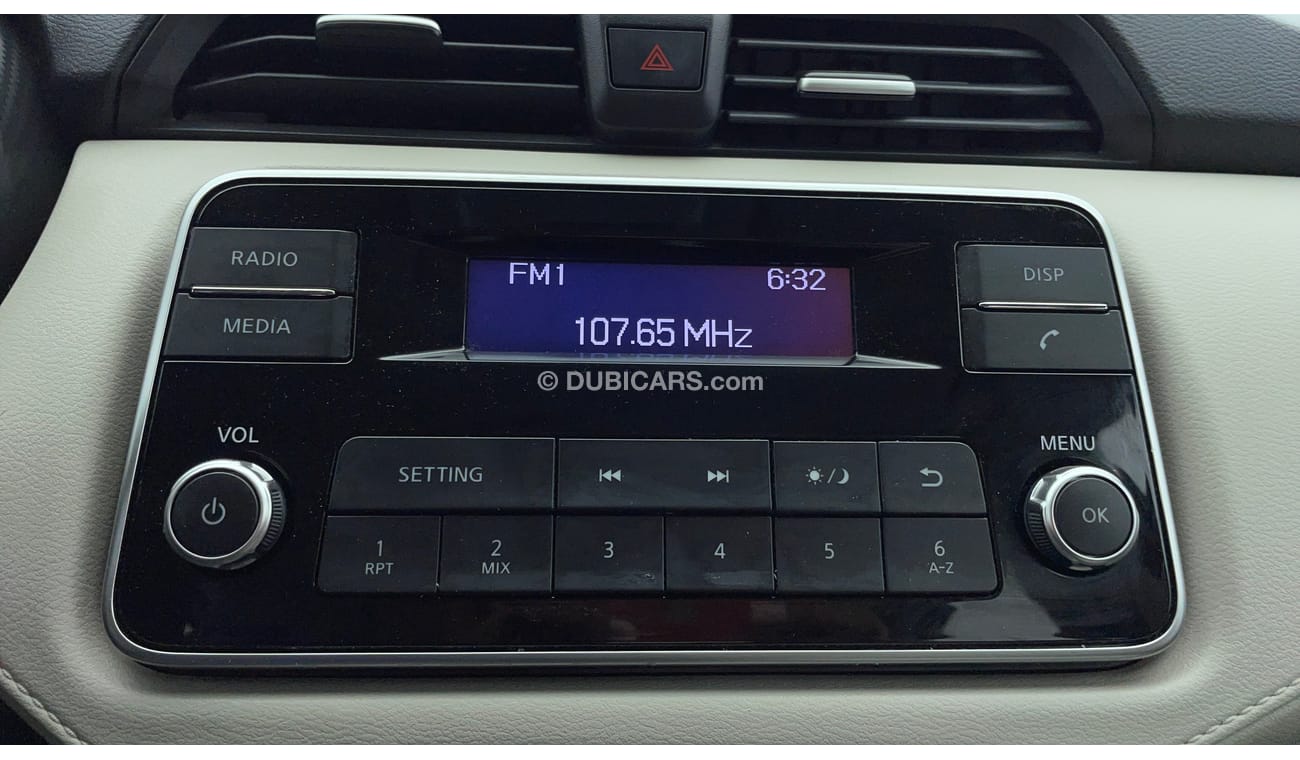 RADIO
MEDIA
FM1 6:32
107.65 MHz
DISP
© DUBICARS.com
VOL
MENU
SETTING
OK
1 2 3 4 5 6
RPT MIX A-Z